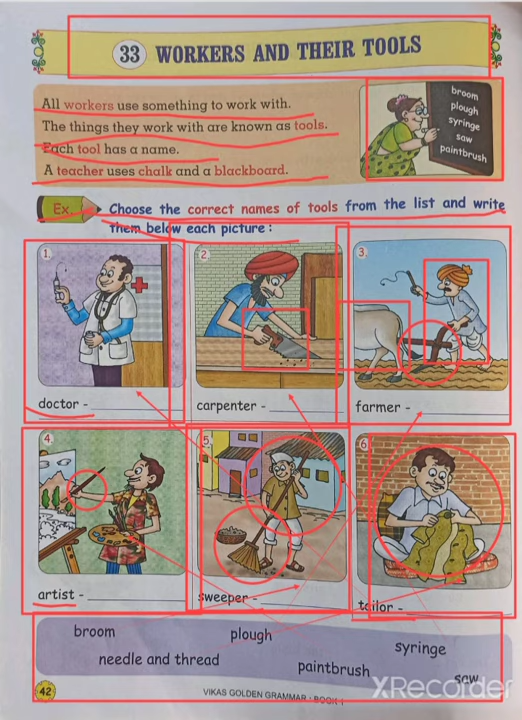 33 WORKERS AND THEIR TOOLS
All workers use something to work with.
The things they work with are known as tools.
Each tool has a name.
A teacher uses chalk and a blackboard.
broom
plough
syringe
saw
paintbrush
Ex. Choose the correct names of tools from the list and write
them below each picture :
1.
2.
3.
doctor -
carpenter -
farmer -
4.
5.
6
artist -
sweeper -
tailor -
broom
plough
syringe
needle and thread
paintbrush
saw
42
VIKAS GOLDEN GRAMMAR - BOOK-1
XRecorder